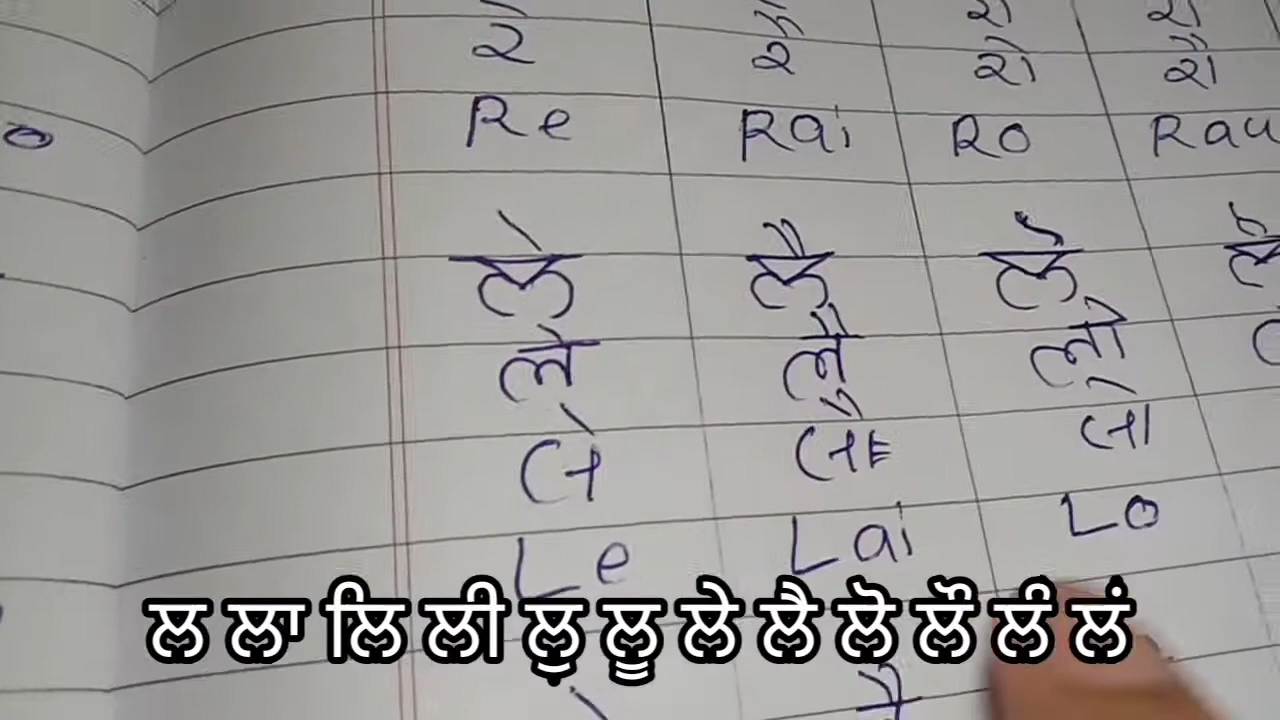 રે રૈ રો રૌ
Re Rai Ro Rau
ਲੇ ਲੈ ਲੋ
ले लै लो
લે લૈ લો
Le Lai Lo
ਲ ਲਾ ਲਿ ਲੀ ਲੁ ਲੂ ਲੇ ਲੈ ਲੋ ਲੌ ਲੰ ਲਂ